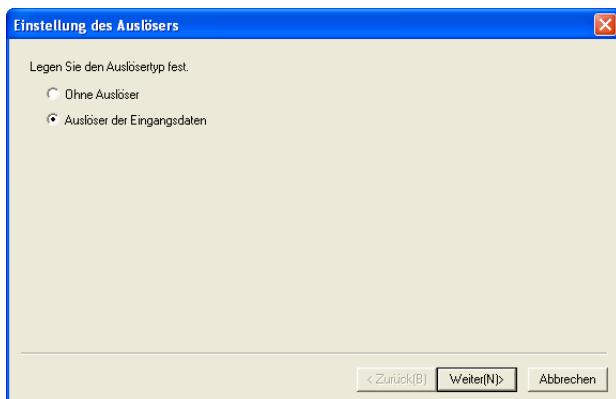 Einstellung des Auslösers
Legen Sie den Auslösertyp fest.
Ohne Auslöser
Auslöser der Eingangsdaten
< Zurück(B) Weiter(N)> Abbrechen